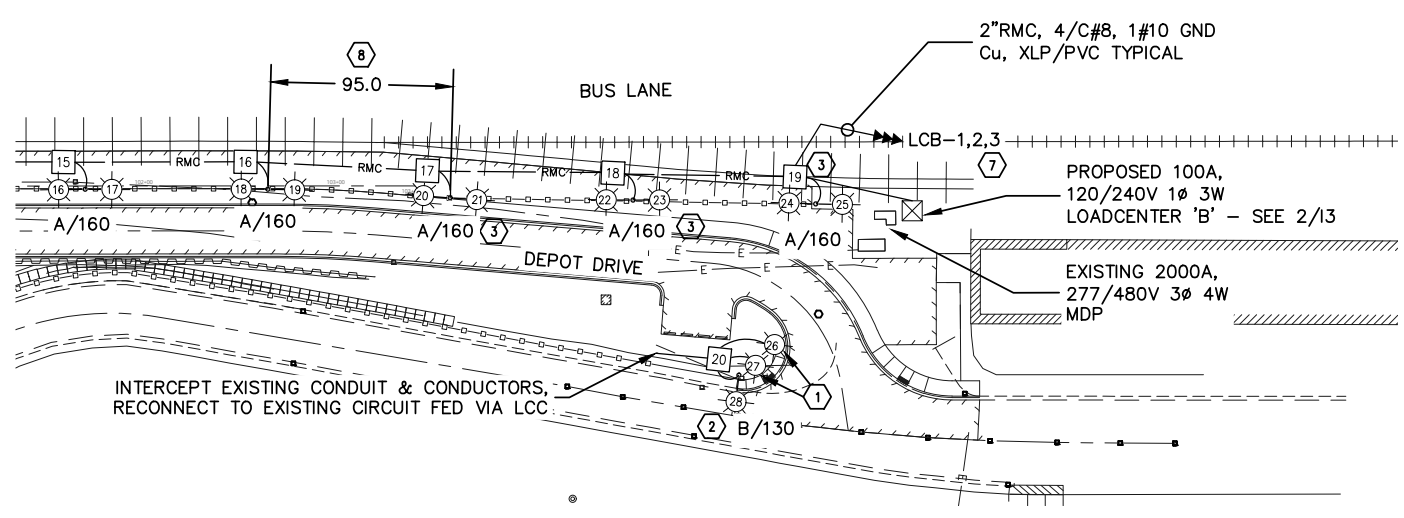 2"RMC, 4/C#8, 1#10 GND
Cu, XLP/PVC TYPICAL
8
95.0
BUS LANE
LCB-1,2,3
7
PROPOSED 100A,
120/240V 1ø 3W
LOADCENTER 'B' - SEE 2/I3
EXISTING 2000A,
277/480V 3ø 4W
MDP
15
RMC
16
RMC
17
RMC
18
RMC
19
3
16
17
18
19
20
21
22
23
24
25
102+00
103+00
A/160
A/160
A/160
3
A/160
3
A/160
DEPOT DRIVE
E
E
E
E
E
E
20
26
27
28
1
INTERCEPT EXISTING CONDUIT & CONDUCTORS,
RECONNECT TO EXISTING CIRCUIT FED VIA LCC
2
B/130